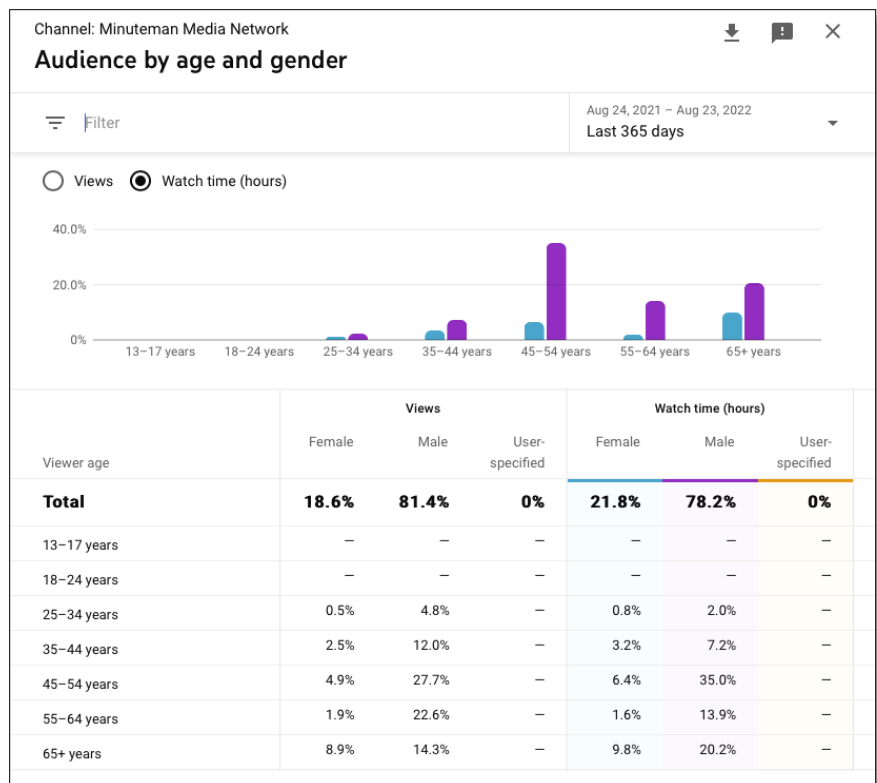 Channel: Minuteman Media Network
Audience by age and gender
Filter
Aug 24, 2021 – Aug 23, 2022
Last 365 days
Views Watch time (hours)
40.0%
20.0%
0%
13–17 years 18–24 years 25–34 years 35–44 years 45–54 years 55–64 years 65+ years
Views Watch time (hours)
Viewer age Female Male User-specified Female Male User-specified
Total 18.6% 81.4% 0% 21.8% 78.2% 0%
13–17 years — — — — — —
18–24 years — — — — — —
25–34 years 0.5% 4.8% — 0.8% 2.0% —
35–44 years 2.5% 12.0% — 3.2% 7.2% —
45–54 years 4.9% 27.7% — 6.4% 35.0% —
55–64 years 1.9% 22.6% — 1.6% 13.9% —
65+ years 8.9% 14.3% — 9.8% 20.2% —